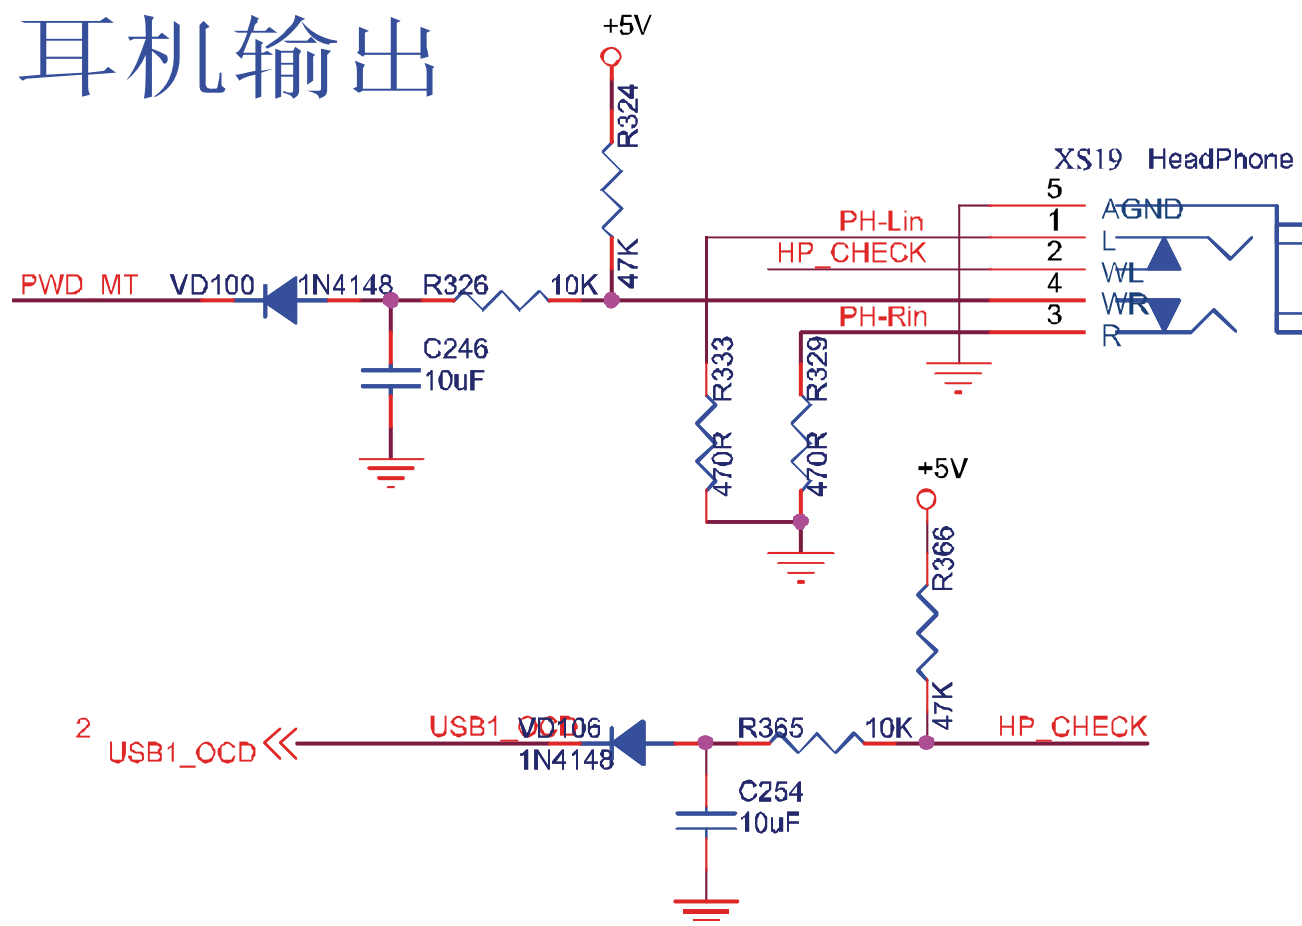 耳机输出
+5V
R324
47K
XS19 HeadPhone
5
AGND
PH-Lin
1
L
HP_CHECK
2
WL
PWD_MT
VD100
1N4148
R326
10K
4
WR
PH-Rin
3
R
C246
10uF
R333
470R
R329
470R
+5V
R366
47K
2
USB1_OCD
USB1_OCD
VD106
1N4148
R365
10K
HP_CHECK
C254
10uF